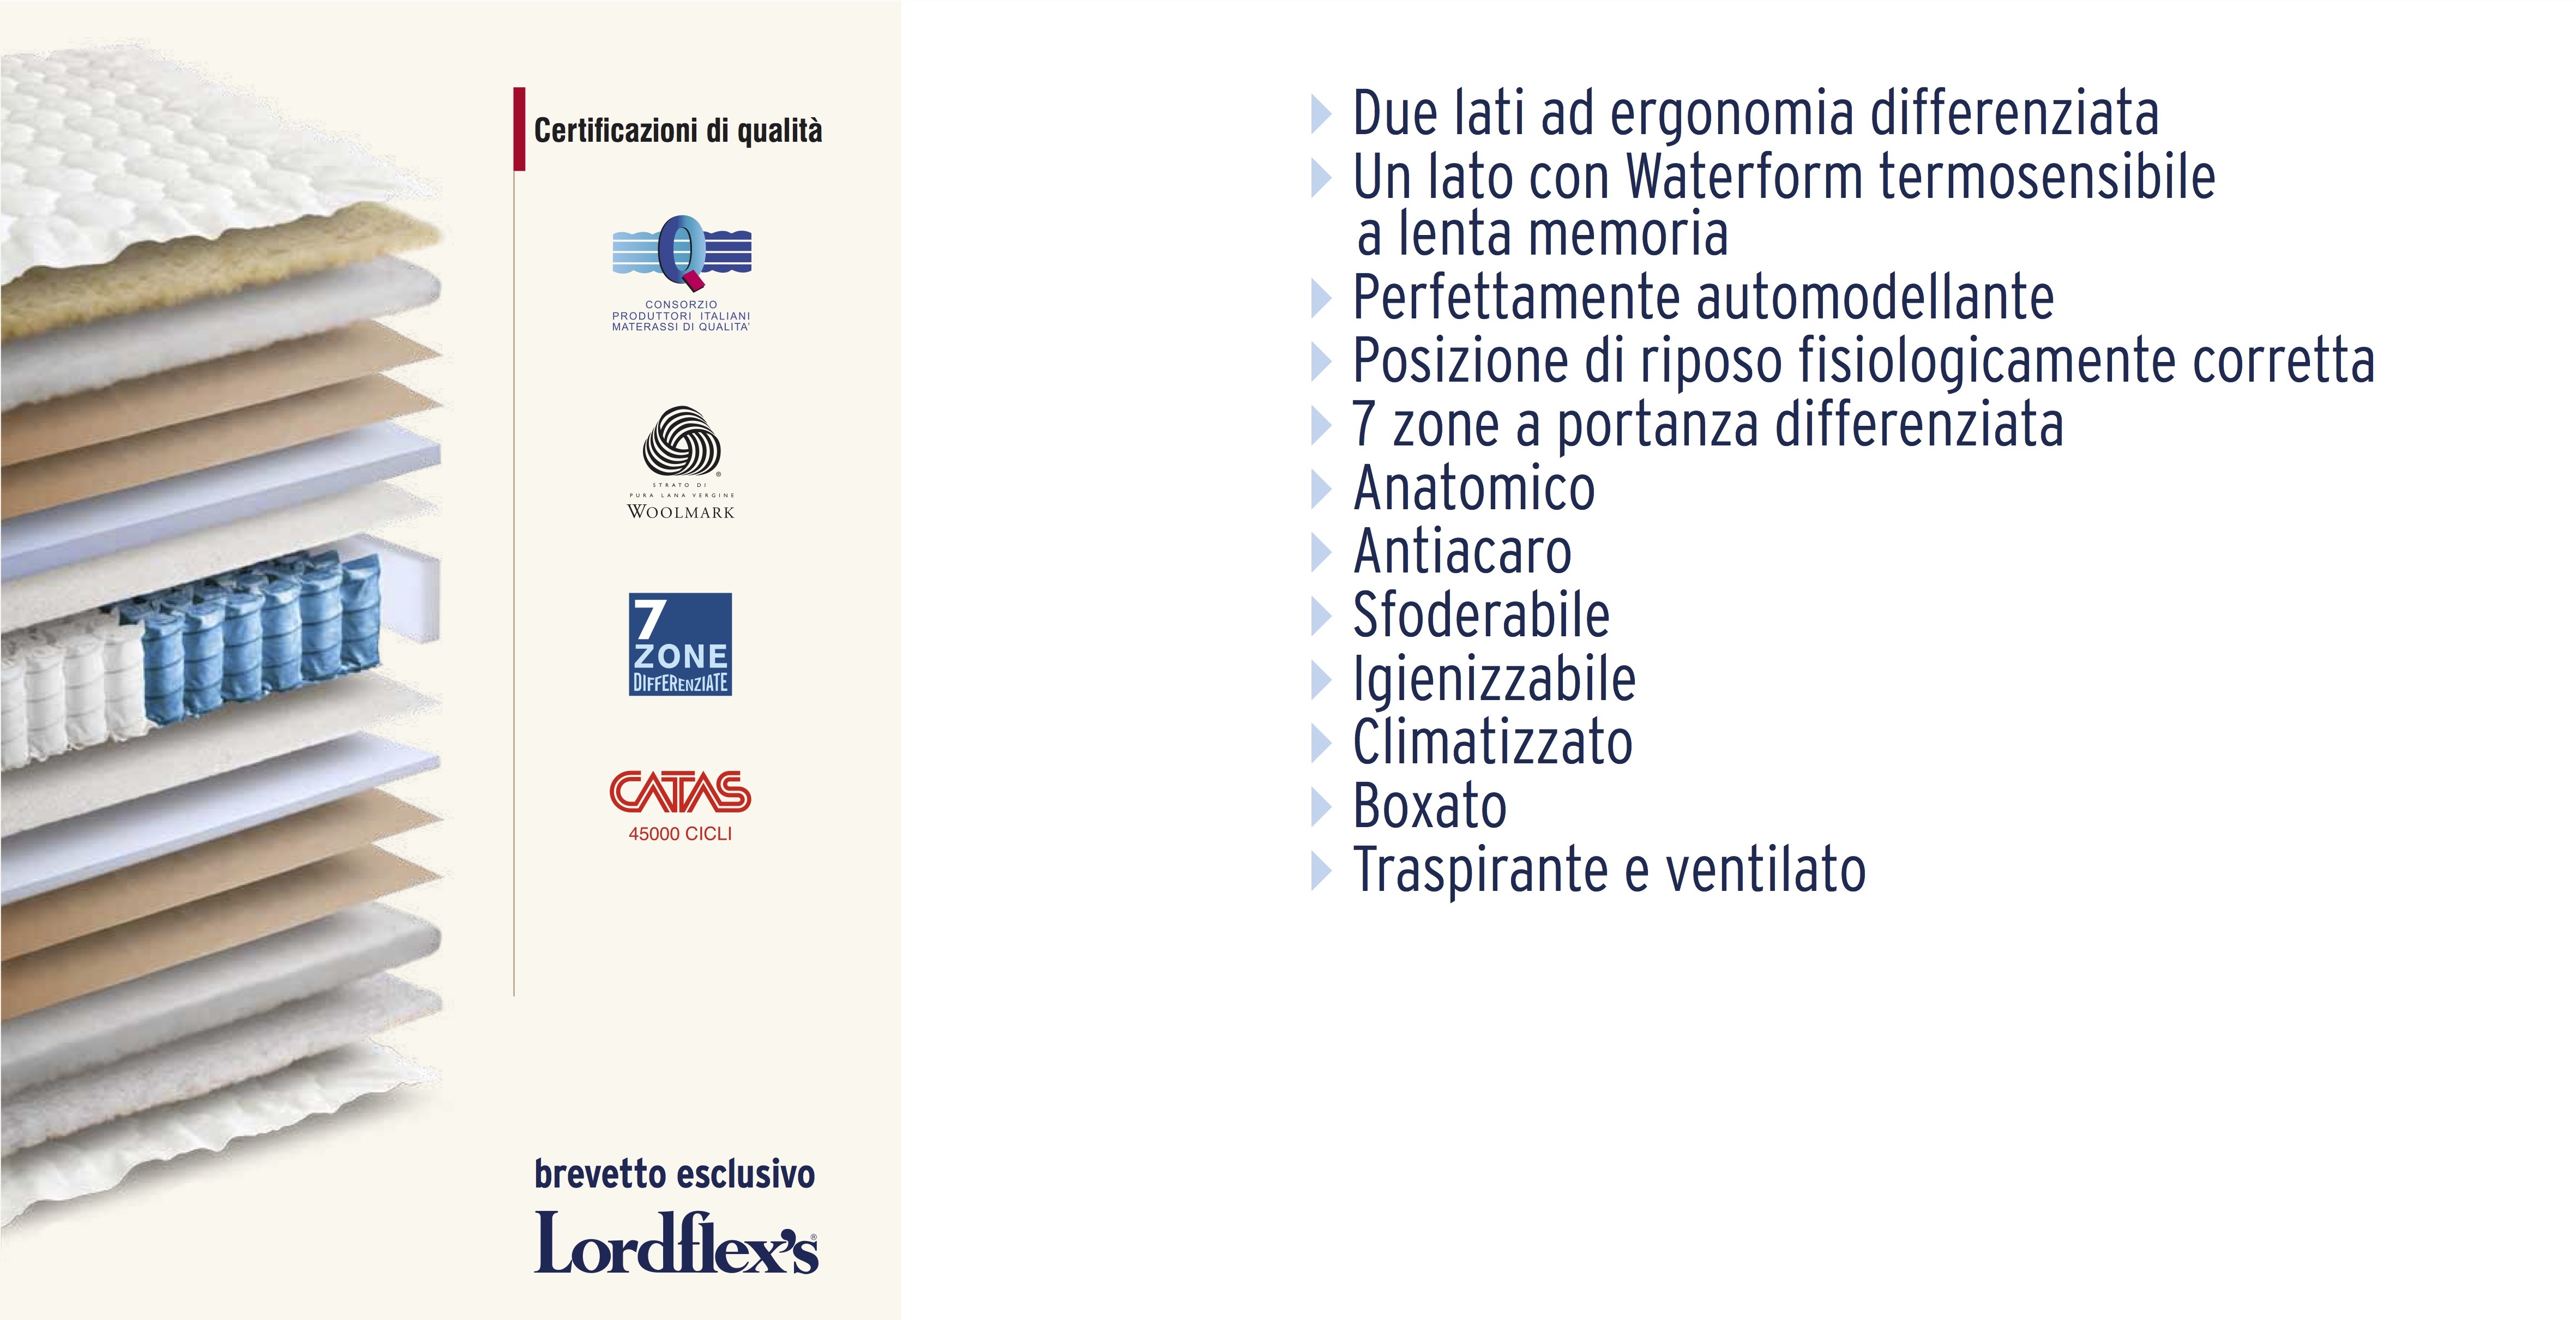 Certificazioni di qualità
Q
CONSORZIO
PRODUTTORI ITALIANI
MATERASSI DI QUALITA'
®
STRATO DI
PURA LANA VERGINE
WOOLMARK
7
ZONE
DIFFERENZIATE
CATAS
45000 CICLI
brevetto esclusivo
Lordflex's®
Due lati ad ergonomia differenziata
Un lato con Waterform termosensibile
a lenta memoria
Perfettamente automodellante
Posizione di riposo fisiologicamente corretta
7 zone a portanza differenziata
Anatomico
Antiacaro
Sfoderabile
Igienizzabile
Climatizzato
Boxato
Traspirante e ventilato